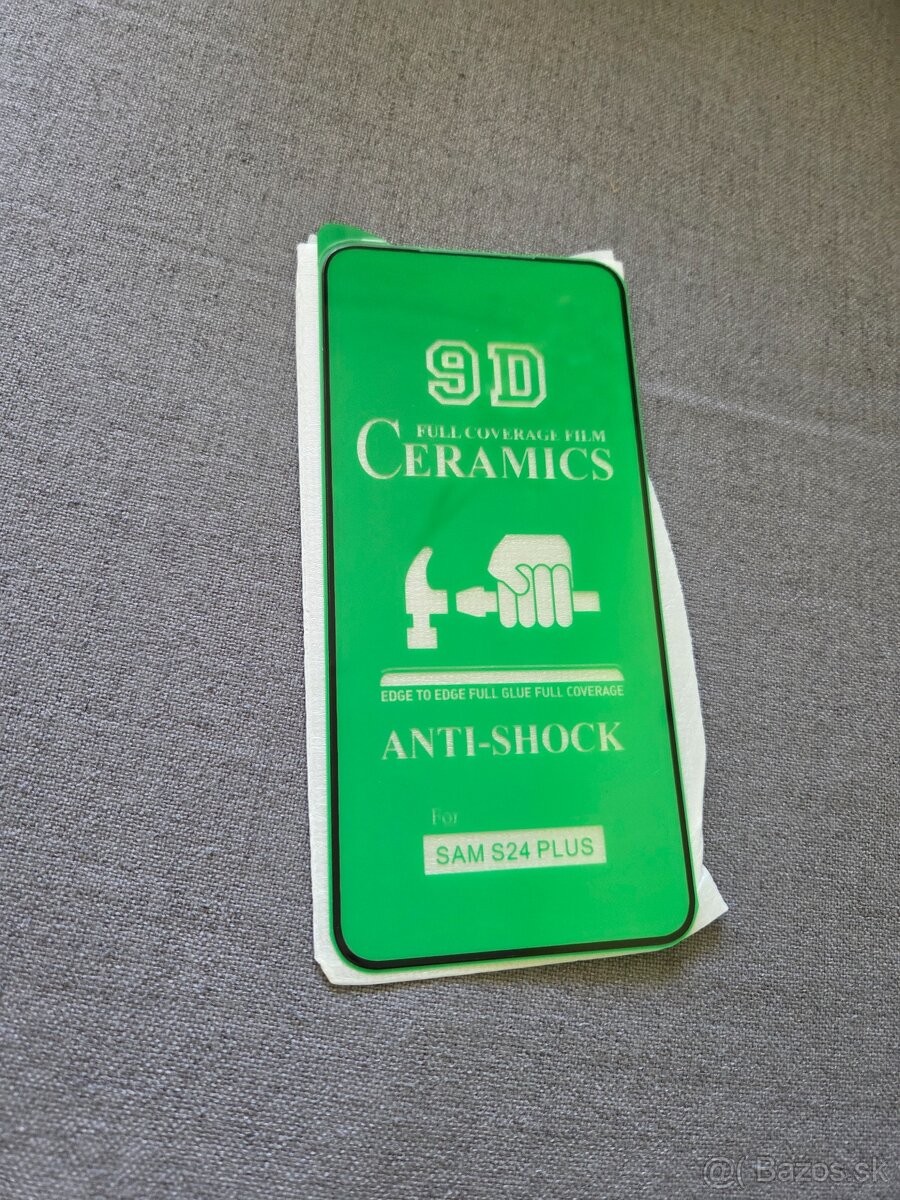 9D
FULL COVERAGE FILM
CERAMICS
EDGE TO EDGE FULL GLUE FULL COVERAGE
ANTI-SHOCK
For
SAM S24 PLUS
@( Bazos.sk